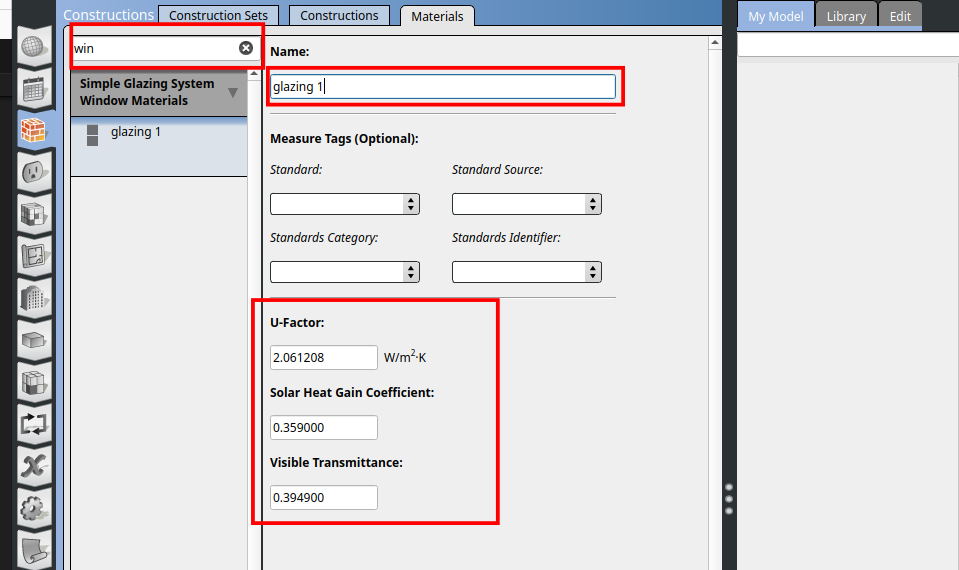 Constructions
Construction Sets
Constructions
Materials
My Model
Library
Edit
win
Name:
Simple Glazing System
Window Materials
glazing 1
glazing 1
Measure Tags (Optional):
Standard:
Standard Source:
Standards Category:
Standards Identifier:
U-Factor:
2.061208 W/m²·K
Solar Heat Gain Coefficient:
0.359000
Visible Transmittance:
0.394900